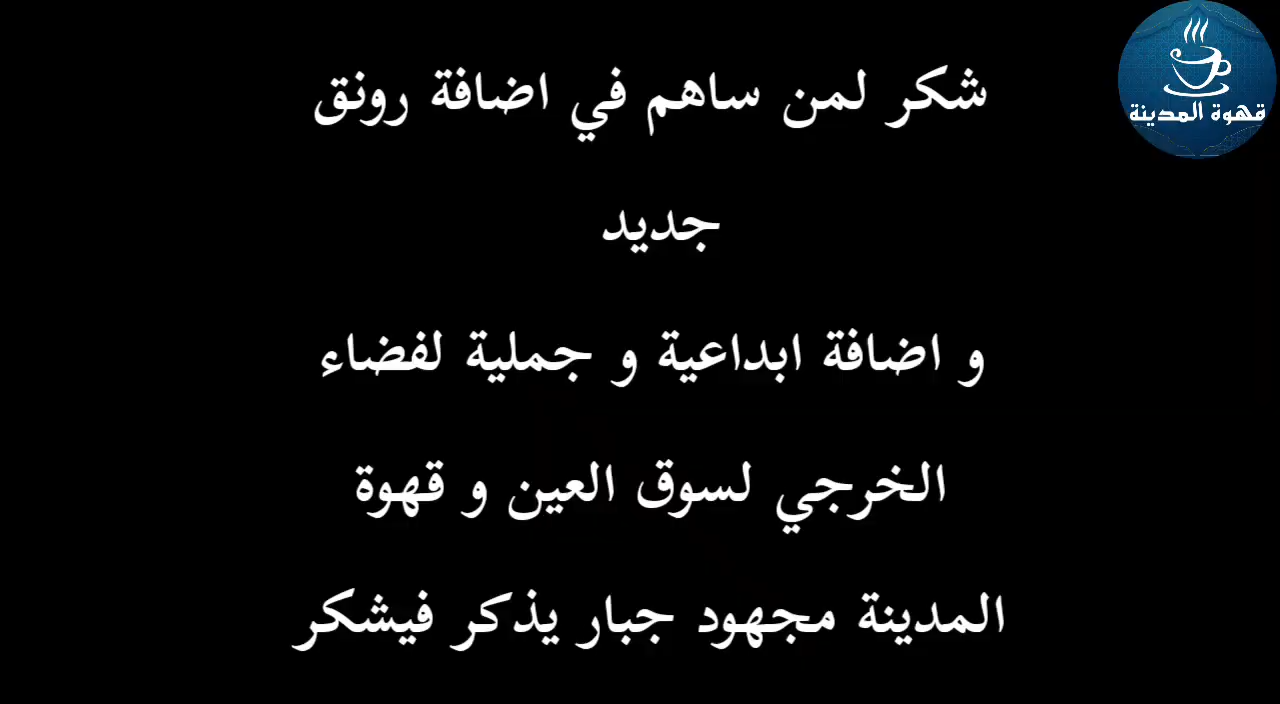 قهوة المدينة
شكر لمن ساهم في اضافة رونق
جديد
و اضافة ابداعية و جملية لفضاء
الخرجي لسوق العين و قهوة
المدينة مجهود جبار يذكر فيشكر